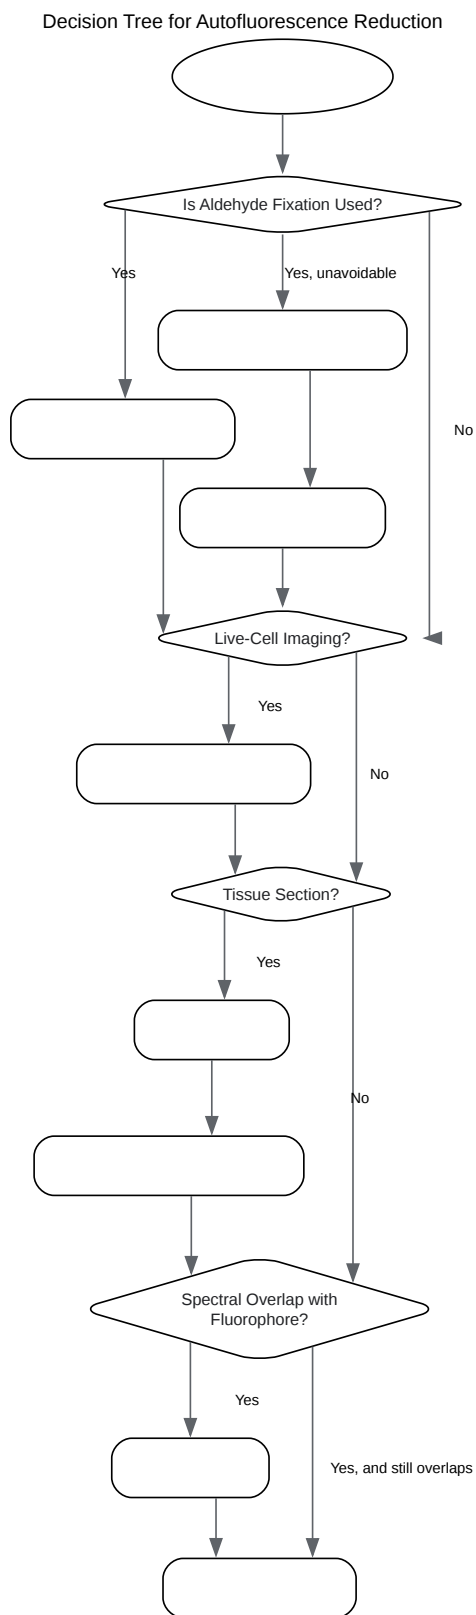 Decision Tree for Autofluorescence Reduction
Is Aldehyde Fixation Used?
Yes
Yes, unavoidable
No
Live-Cell Imaging?
Yes
No
Tissue Section?
Yes
No
Spectral Overlap with
Fluorophore?
Yes
Yes, and still overlaps